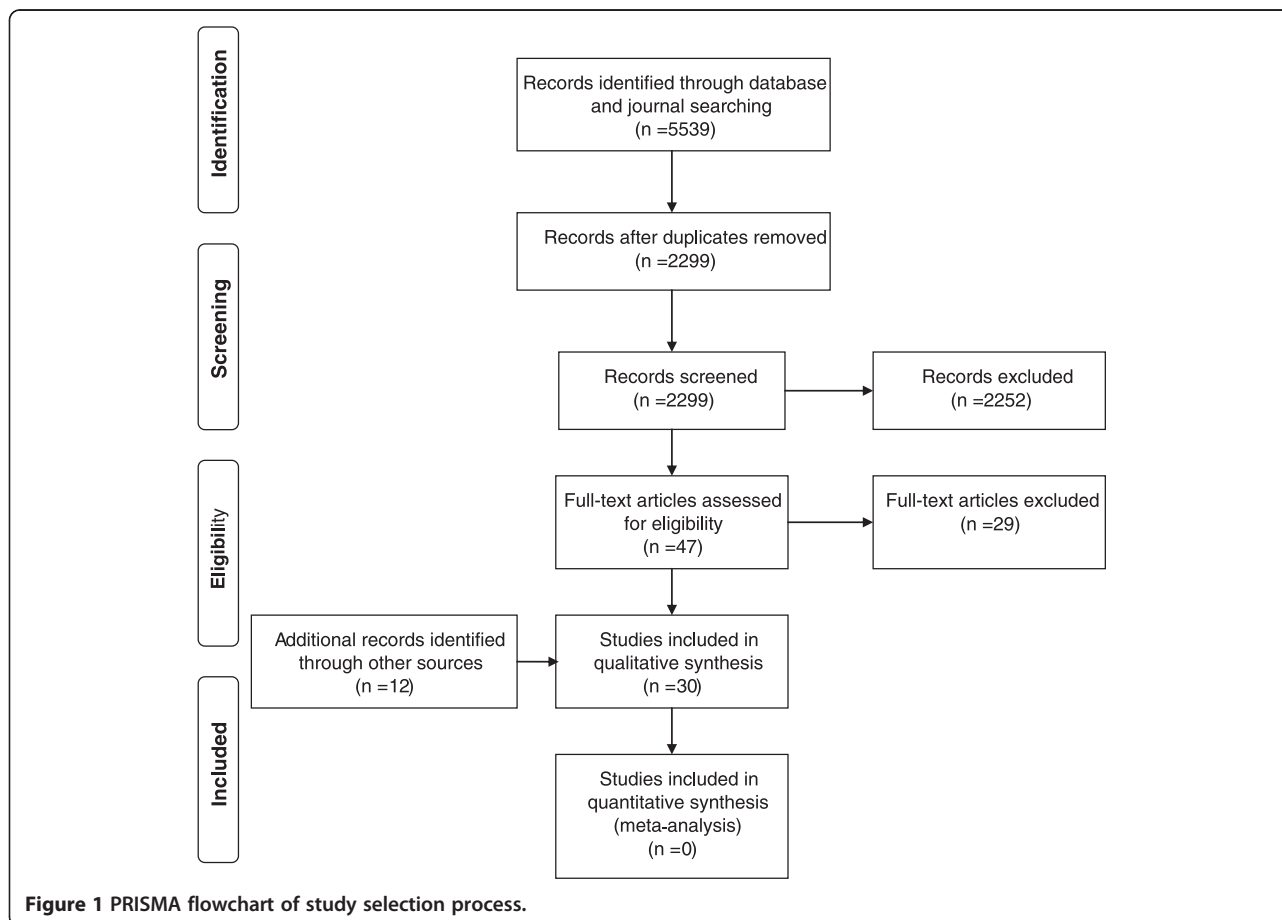 Identification
Records identified through database
and journal searching
(n =5539)
Records after duplicates removed
(n =2299)
Screening
Records screened
(n =2299)
Records excluded
(n =2252)
Eligibility
Full-text articles assessed
for eligibility
(n =47)
Full-text articles excluded
(n =29)
Additional records identified
through other sources
(n =12)
Studies included in
qualitative synthesis
(n =30)
Included
Studies included in
quantitative synthesis
(meta-analysis)
(n =0)
Figure 1 PRISMA flowchart of study selection process.